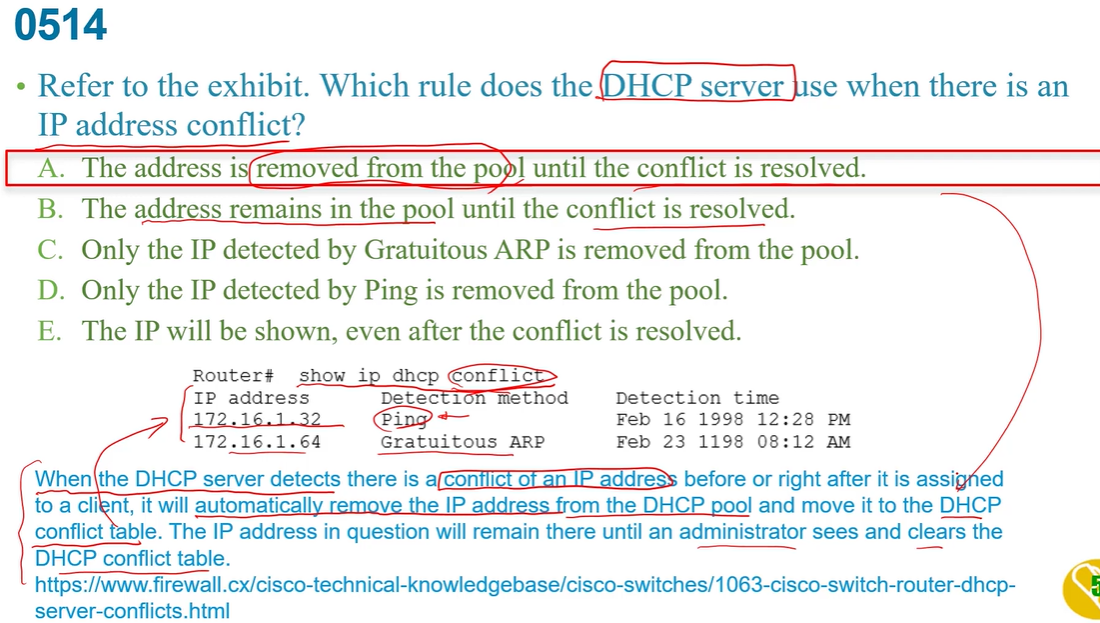 0514
• Refer to the exhibit. Which rule does the DHCP server use when there is an
IP address conflict?
A. The address is removed from the pool until the conflict is resolved.
B. The address remains in the pool until the conflict is resolved.
C. Only the IP detected by Gratuitous ARP is removed from the pool.
D. Only the IP detected by Ping is removed from the pool.
E. The IP will be shown, even after the conflict is resolved.
Router# show ip dhcp conflict
IP address Detection method Detection time
172.16.1.32 Ping Feb 16 1998 12:28 PM
172.16.1.64 Gratuitous ARP Feb 23 1198 08:12 AM
When the DHCP server detects there is a conflict of an IP address before or right after it is assigned
to a client, it will automatically remove the IP address from the DHCP pool and move it to the DHCP
conflict table. The IP address in question will remain there until an administrator sees and clears the
DHCP conflict table.
https://www.firewall.cx/cisco-technical-knowledgebase/cisco-switches/1063-cisco-switch-router-dhcp-
server-conflicts.html